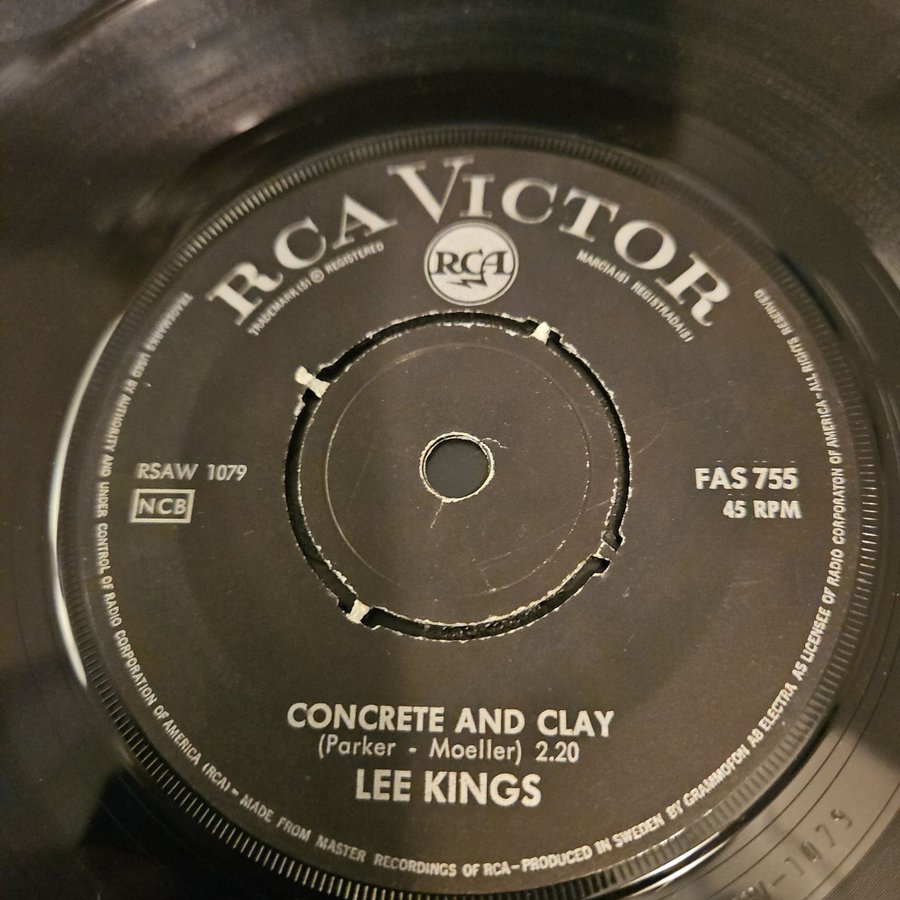 RCA VICTOR
TRADEMARK(S) ® REGISTERED
RCA
MARCA(S) REGISTRADA(S)
RSAW 1079
NCB
FAS 755
45 RPM
CONCRETE AND CLAY
(Parker - Moeller) 2.20
LEE KINGS
TRADEMARKS USED BY AUTHORITY AND UNDER CONTROL OF RADIO CORPORATION OF AMERICA (RCA) - MADE FROM MASTER RECORDINGS OF RCA - PRODUCED IN SWEDEN BY GRAMMOFON AB ELECTRA AS LICENSEE OF RADIO CORPORATON OF AMERICA - ALL RIGHTS RESERVED
1079